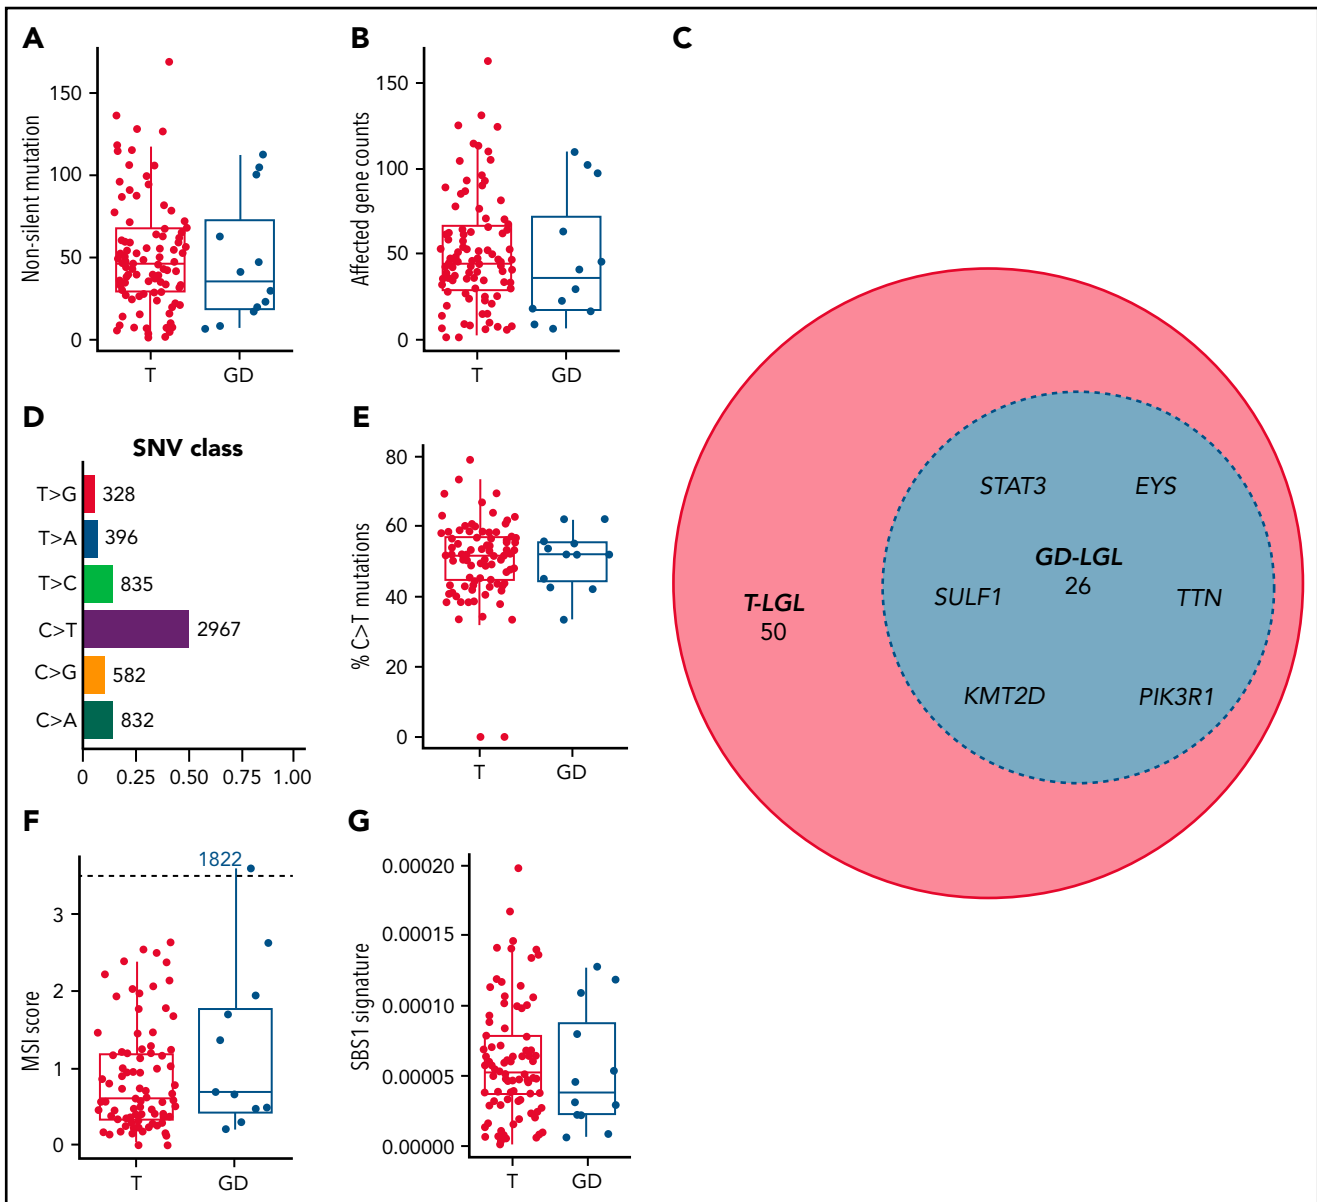 A
Non-silent mutation
150
100
50
0
T GD
B
Affected gene counts
150
100
50
0
T GD
C
T-LGL
50
STAT3 EYS
GD-LGL
26
SULF1 TTN
KMT2D PIK3R1
D
SNV class
T>G 328
T>A 396
T>C 835
C>T 2967
C>G 582
C>A 832
0 0.25 0.50 0.75 1.00
E
% C>T mutations
80
60
40
20
0
T GD
F
MSI score
1822
3
2
1
0
T GD
G
SBS1 signature
0.00020
0.00015
0.00010
0.00005
0.00000
T GD